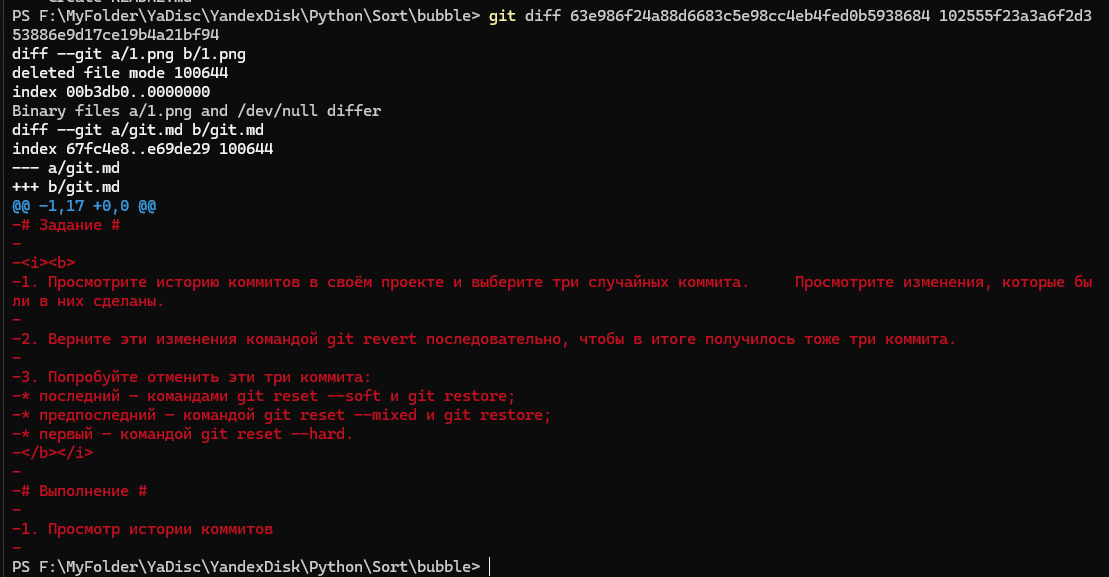 PS F:\MyFolder\YaDisc\YandexDisk\Python\Sort\bubble> git diff 63e986f24a88d6683c5e98cc4eb4fed0b5938684 102555f23a3a6f2d3
53886e9d17ce19b4a21bf94
diff --git a/1.png b/1.png
deleted file mode 100644
index 00b3db0..0000000
Binary files a/1.png and /dev/null differ
diff --git a/git.md b/git.md
index 67fc4e8..e69de29 100644
--- a/git.md
+++ b/git.md
@@ -1,17 +0,0 @@
-# Задание #
-
-<i><b>
-1. Просмотрите историю коммитов в своём проекте и выберите три случайных коммита.     Просмотрите изменения, которые бы
ли в них сделаны.
-
-2. Верните эти изменения командой git revert последовательно, чтобы в итоге получилось тоже три коммита.
-
-3. Попробуйте отменить эти три коммита:
-* последний — командами git reset --soft и git restore;
-* предпоследний — командой git reset --mixed и git restore;
-* первый — командой git reset --hard.
-</b></i>
-
-# Выполнение #
-
-1. Просмотр истории коммитов
-
PS F:\MyFolder\YaDisc\YandexDisk\Python\Sort\bubble>